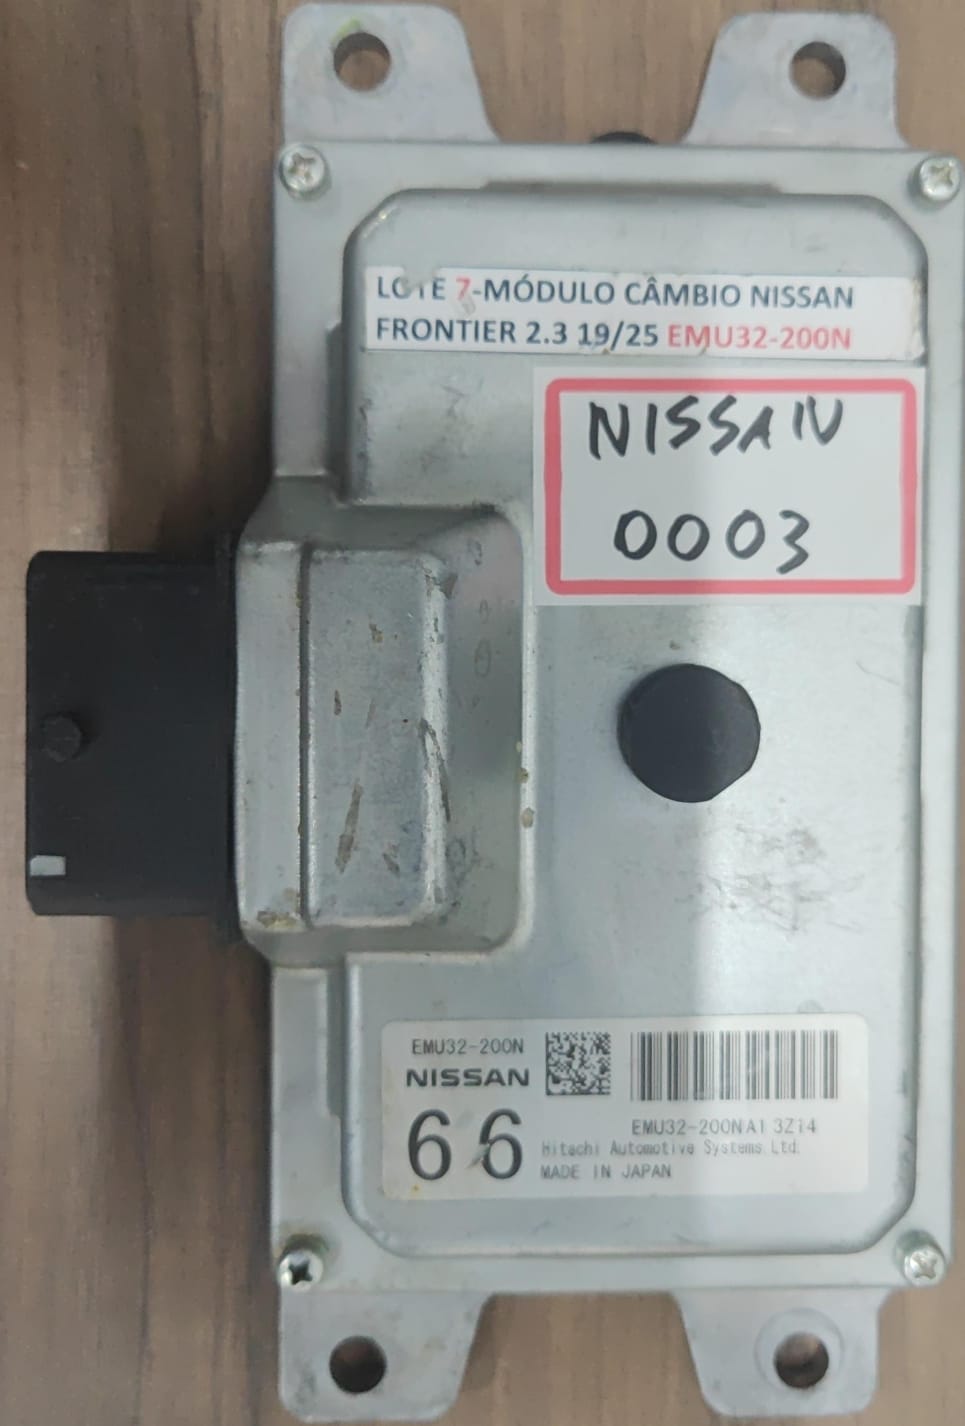 LOTE 7-MÓDULO CÂMBIO NISSAN
FRONTIER 2.3 19/25 EMU32-200N
NISSAN
0003
EMU32-200N
NISSAN
66
EMU32-200NA1 3Z14
Hitachi Automotive Systems,Ltd.
MADE IN JAPAN